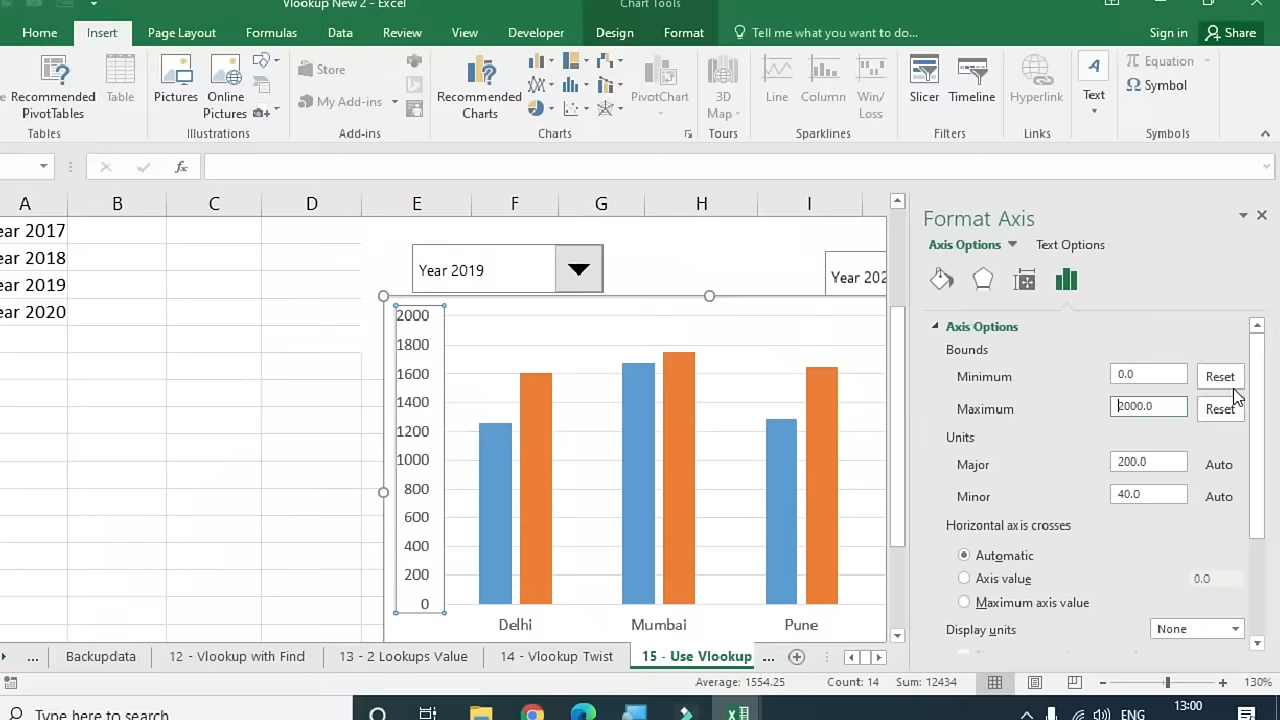 Vlookup New 2 - Excel
Chart Tools
Home Insert Page Layout Formulas Data Review View Developer Design Format Tell me what you want to do... Sign in Share
Recommended PivotTables
Table
Pictures
Online Pictures
Store
My Add-ins
Recommended Charts
PivotChart
3D Map
Line
Column
Win/Loss
Slicer
Timeline
Hyperlink
Text
Equation
Symbol
Tables Illustrations Add-ins Charts Tours Sparklines Filters Links Symbols
fx
A B C D E F G H I
ear 2017
ear 2018
ear 2019
ear 2020
Year 2019
Year 202
2000
1800
1600
1400
1200
1000
800
600
400
200
0
Delhi Mumbai Pune
Format Axis
Axis Options Text Options
Axis Options
Bounds
Minimum 0.0 Reset
Maximum 2000.0 Reset
Units
Major 200.0 Auto
Minor 40.0 Auto
Horizontal axis crosses
Automatic
Axis value 0.0
Maximum axis value
Display units None
... Backupdata 12 - Vlookup with Find 13 - 2 Lookups Value 14 - Vlookup Twist 15 - Use Vlookup ...
Average: 1554.25 Count: 14 Sum: 12434 130%
Type here to search
ENG 13:00